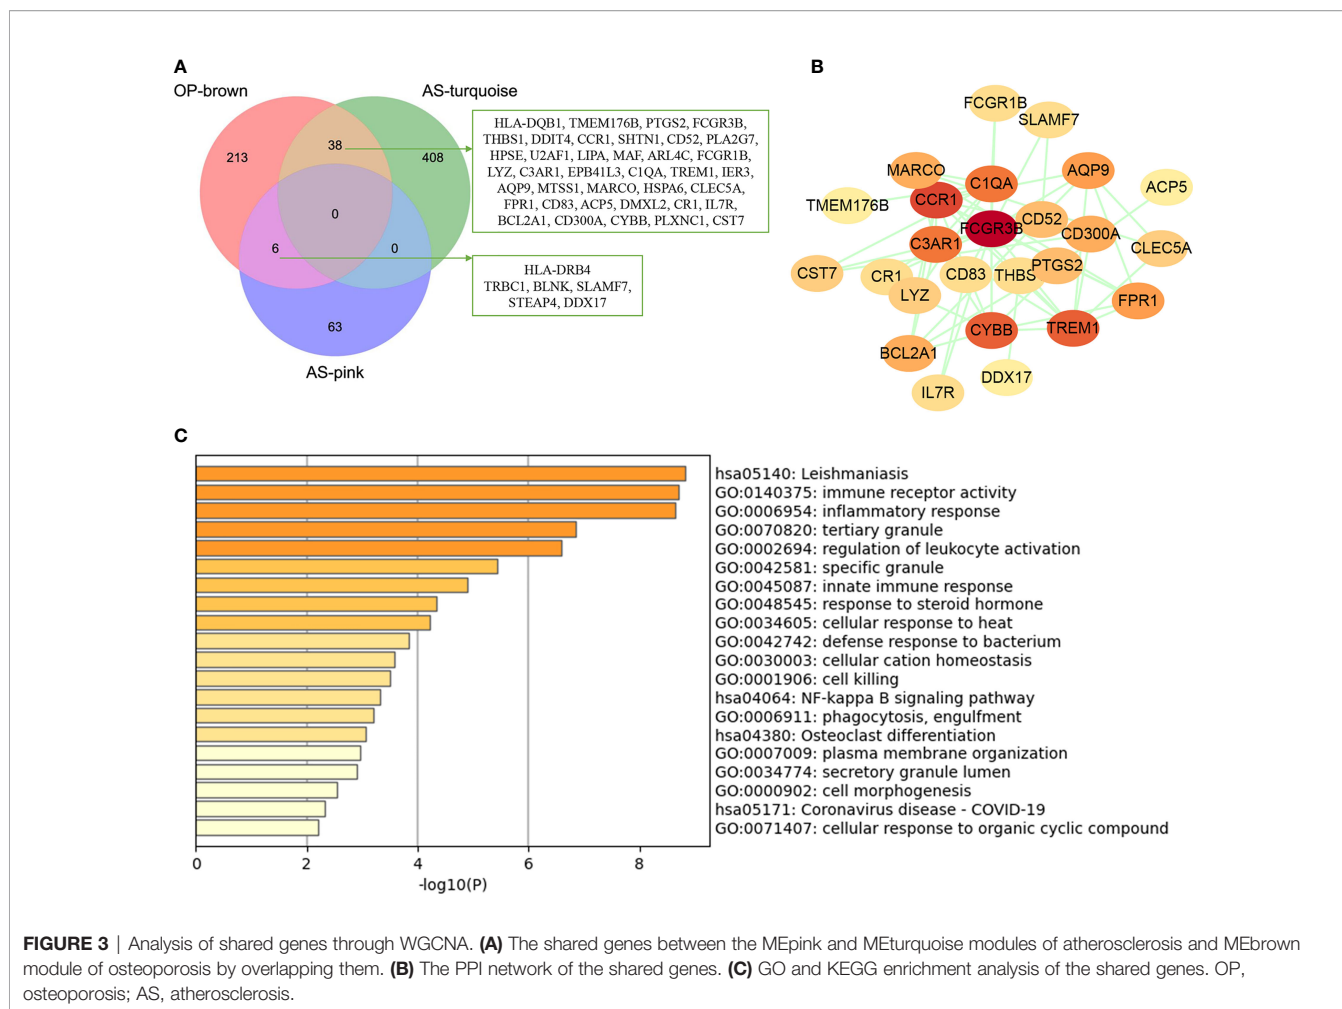 A
OP-brown
AS-turquoise
213
38
408
0
6
0
63
AS-pink
HLA-DQB1, TMEM176B, PTGS2, FCGR3B,
THBS1, DDIT4, CCR1, SHTN1, CD52, PLA2G7,
HPSE, U2AF1, LIPA, MAF, ARL4C, FCGR1B,
LYZ, C3AR1, EPB41L3, C1QA, TREM1, IER3,
AQP9, MTSS1, MARCO, HSPA6, CLEC5A,
FPR1, CD83, ACP5, DMXL2, CR1, IL7R,
BCL2A1, CD300A, CYBB, PLXNC1, CST7
HLA-DRB4
TRBC1, BLNK, SLAMF7,
STEAP4, DDX17
B
FCGR1B
SLAMF7
MARCO
C1QA
AQP9
ACP5
TMEM176B
CCR1
CD52
FCGR3B
CD300A
C3AR1
CLEC5A
CST7
CR1
CD83
THBS
PTGS2
LYZ
FPR1
CYBB
TREM1
BCL2A1
DDX17
IL7R
C
hsa05140: Leishmaniasis
GO:0140375: immune receptor activity
GO:0006954: inflammatory response
GO:0070820: tertiary granule
GO:0002694: regulation of leukocyte activation
GO:0042581: specific granule
GO:0045087: innate immune response
GO:0048545: response to steroid hormone
GO:0034605: cellular response to heat
GO:0042742: defense response to bacterium
GO:0030003: cellular cation homeostasis
GO:0001906: cell killing
hsa04064: NF-kappa B signaling pathway
GO:0006911: phagocytosis, engulfment
hsa04380: Osteoclast differentiation
GO:0007009: plasma membrane organization
GO:0034774: secretory granule lumen
GO:0000902: cell morphogenesis
hsa05171: Coronavirus disease - COVID-19
GO:0071407: cellular response to organic cyclic compound
0 2 4 6 8
-log10(P)
FIGURE 3 | Analysis of shared genes through WGCNA. (A) The shared genes between the MEpink and MEturquoise modules of atherosclerosis and MEbrown
module of osteoporosis by overlapping them. (B) The PPI network of the shared genes. (C) GO and KEGG enrichment analysis of the shared genes. OP,
osteoporosis; AS, atherosclerosis.